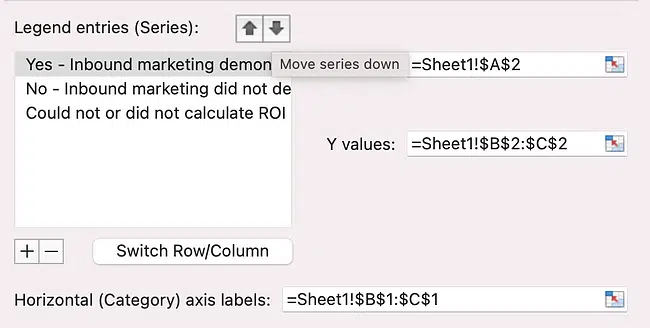 Legend entries (Series):
Yes - Inbound marketing demon
Move series down
=Sheet1!$A$2
No - Inbound marketing did not de
Could not or did not calculate ROI
Y values:
=Sheet1!$B$2:$C$2
+ −
Switch Row/Column
Horizontal (Category) axis labels:
=Sheet1!$B$1:$C$1